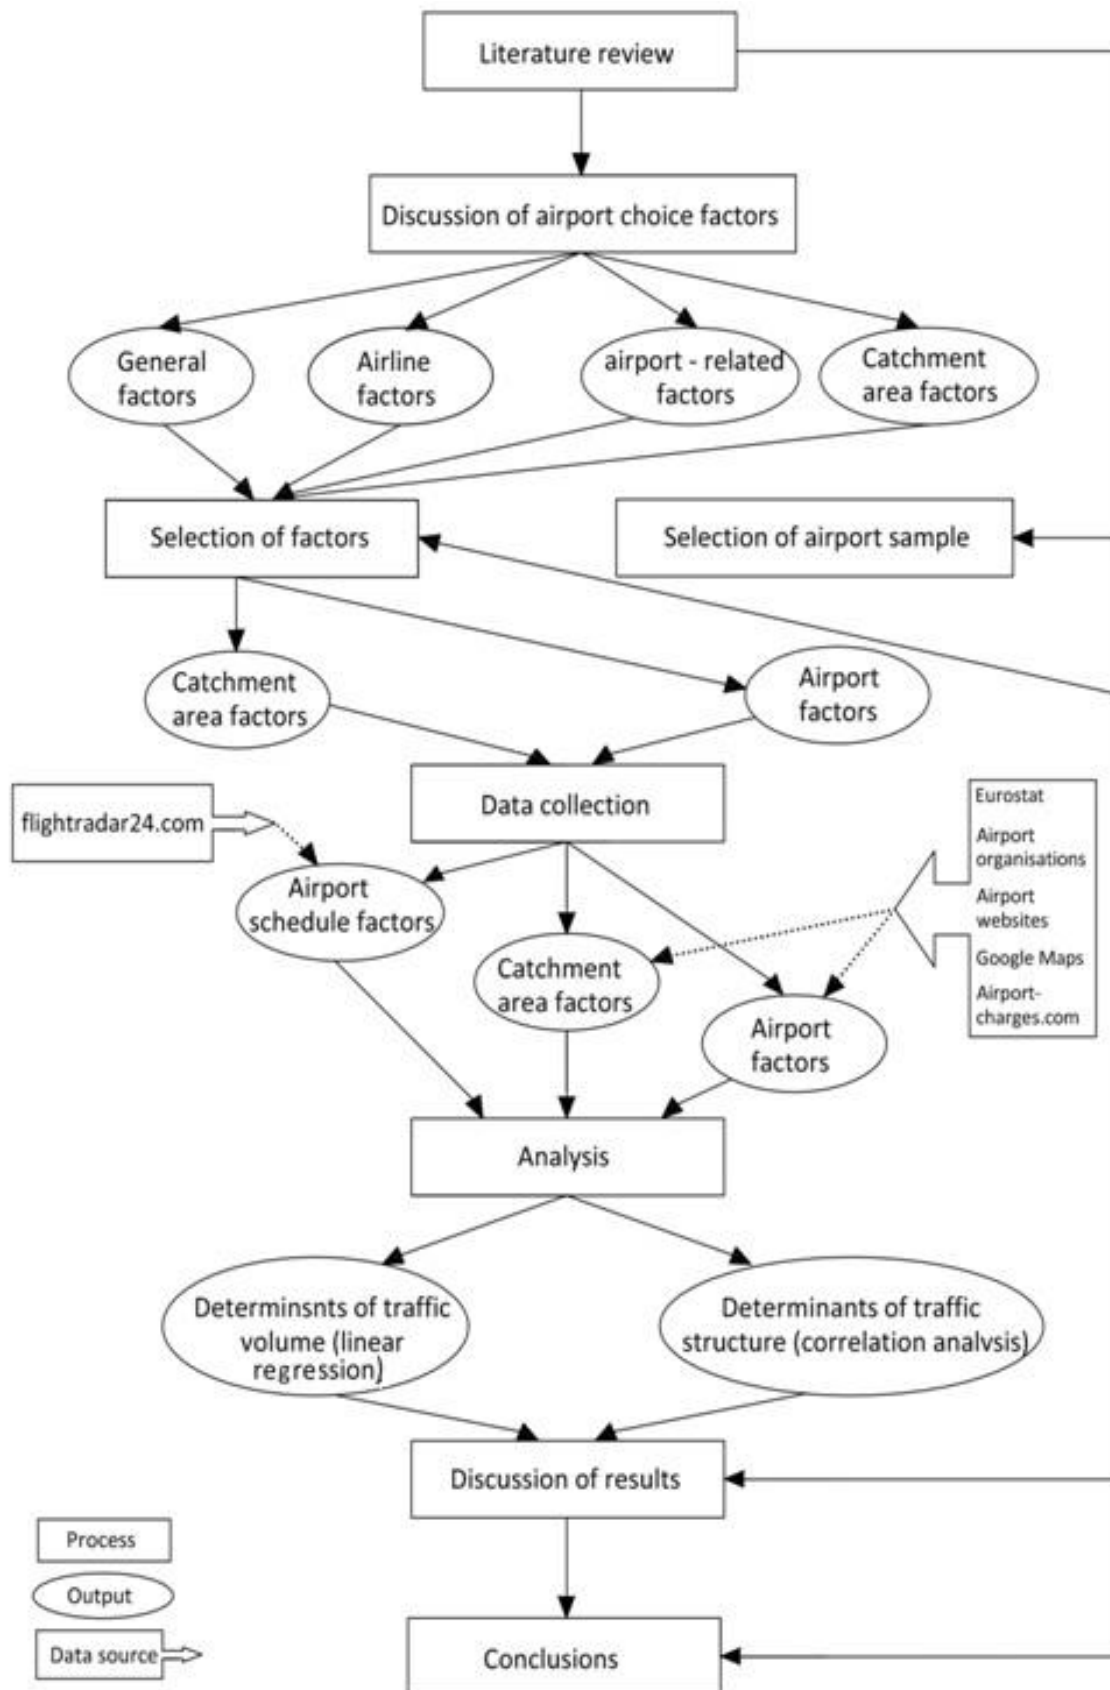 Literature review
Discussion of airport choice factors
General
factors
Airline
factors
airport - related
factors
Catchment
area factors
Selection of factors
Selection of airport sample
Catchment
area factors
Airport
factors
Data collection
flightradar24.com
Eurostat
Airport
organisations
Airport
websites
Google Maps
Airport-
charges.com
Airport
schedule factors
Catchment
area factors
Airport
factors
Analysis
Determinsnts of traffic
volume (linear
regression)
Determinants of traffic
structure (correlation analvsis)
Discussion of results
Process
Output
Data source
Conclusions